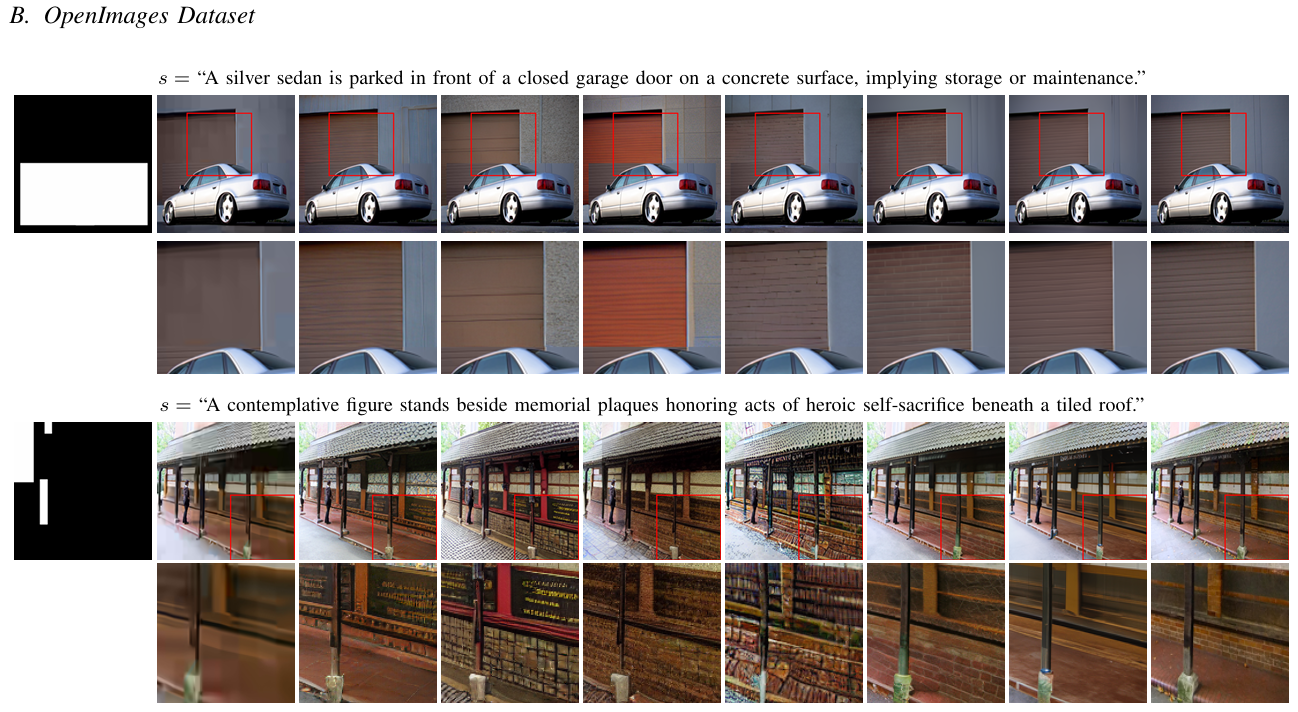 B. OpenImages Dataset
s = “A silver sedan is parked in front of a closed garage door on a concrete surface, implying storage or maintenance.”
s = “A contemplative figure stands beside memorial plaques honoring acts of heroic self-sacrifice beneath a tiled roof.”